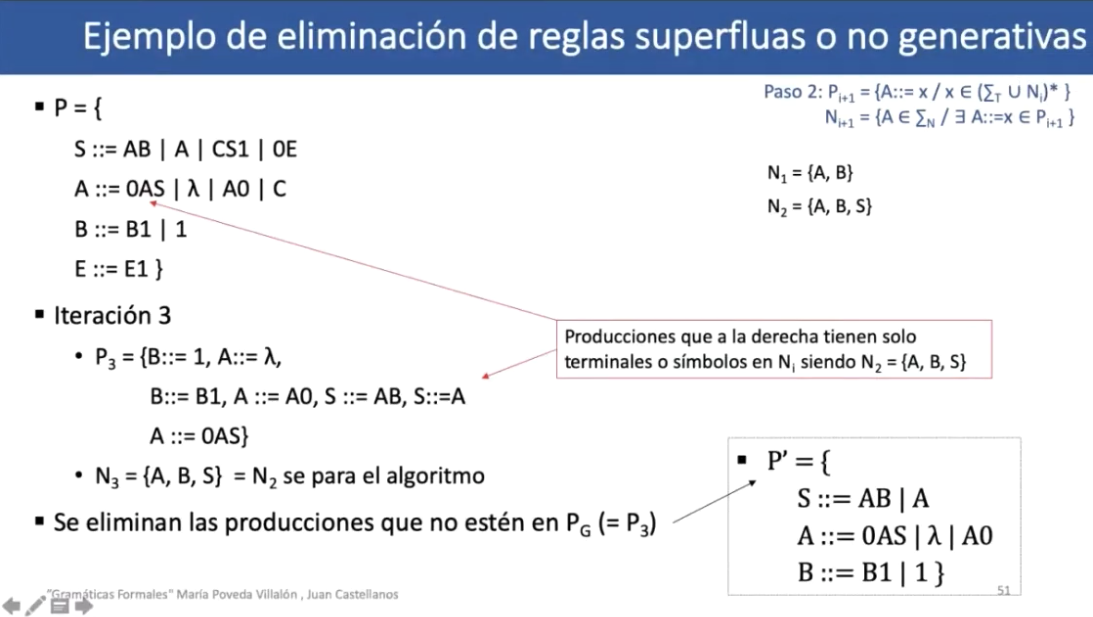 Ejemplo de eliminación de reglas superfluas o no generativas
▪ P = {
S ::= AB | A | CS1 | 0E
A ::= 0AS | λ | A0 | C
B ::= B1 | 1
E ::= E1 }
Paso 2: Pᵢ₊₁ = {A::= x / x ∈ (∑_T ∪ Nᵢ)* }
Nᵢ₊₁ = {A ∈ ∑_N / ∃ A::=x ∈ Pᵢ₊₁ }
N₁ = {A, B}
N₂ = {A, B, S}
▪ Iteración 3
• P₃ = {B::= 1, A::= λ,
B::= B1, A ::= A0, S ::= AB, S::=A
A ::= 0AS}
• N₃ = {A, B, S} = N₂ se para el algoritmo
▪ Se eliminan las producciones que no estén en P_G (= P₃)
Producciones que a la derecha tienen solo
terminales o símbolos en Nᵢ siendo N₂ = {A, B, S}
▪ P' = {
S ::= AB | A
A ::= 0AS | λ | A0
B ::= B1 | 1 }
"Gramáticas Formales" María Poveda Villalón , Juan Castellanos
51